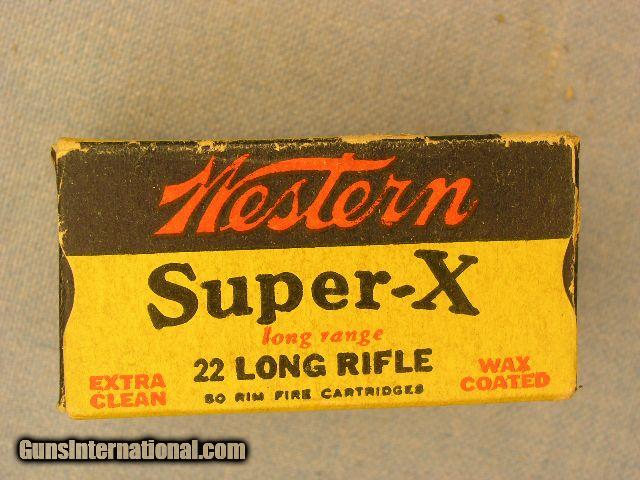 Western
Super-X
long range
22 LONG RIFLE
50 RIM FIRE CARTRIDGES
EXTRA
CLEAN
WAX
COATED
GunsInternational.com